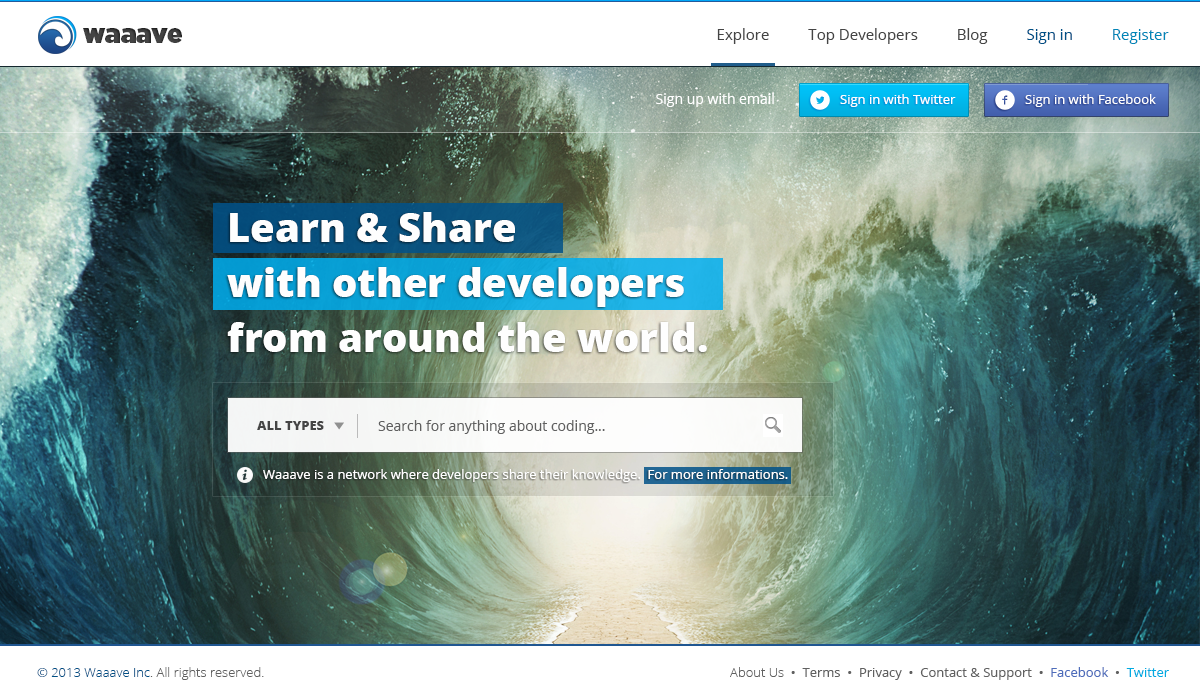 waaave
Explore
Top Developers
Blog
Sign in
Register
Sign up with email
Sign in with Twitter
Sign in with Facebook
Learn & Share
with other developers
from around the world.
ALL TYPES
Search for anything about coding...
Waaave is a network where developers share their knowledge. For more informations.
© 2013 Waaave Inc. All rights reserved.
About Us • Terms • Privacy • Contact & Support • Facebook • Twitter